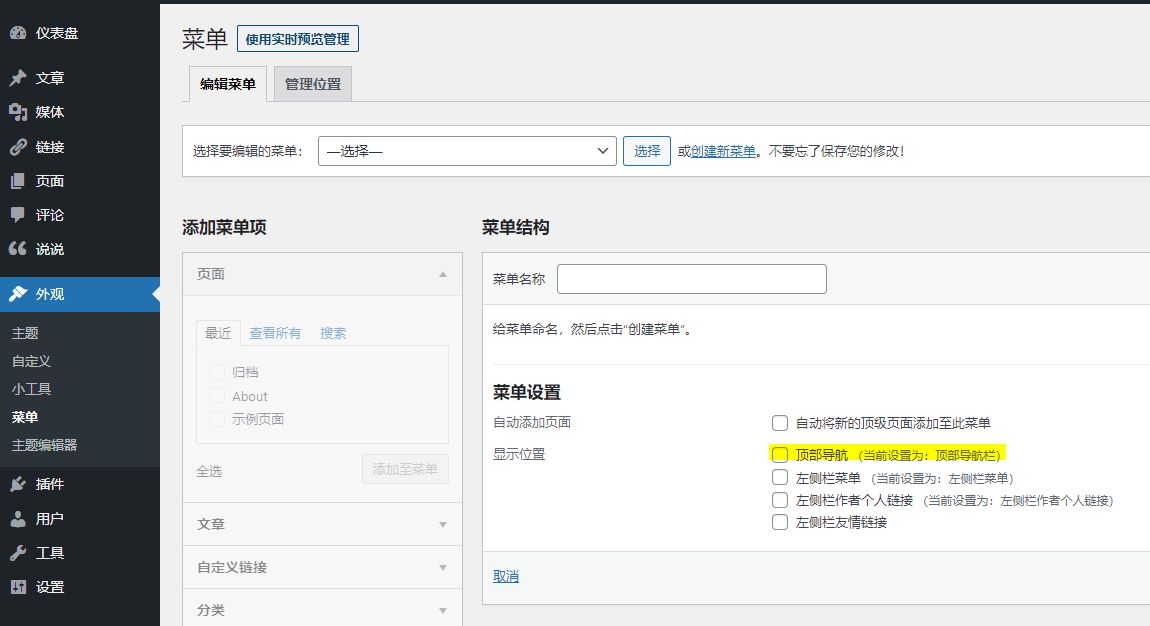 仪表盘
文章
媒体
链接
页面
评论
说说
外观
主题
自定义
小工具
菜单
主题编辑器
插件
用户
工具
设置
菜单 使用实时预览管理
编辑菜单 管理位置
选择要编辑的菜单： —选择— 选择 或创建新菜单。不要忘了保存您的修改！
添加菜单项
页面
最近 查看所有 搜索
归档
About
示例页面
全选 添加至菜单
文章
自定义链接
分类
菜单结构
菜单名称
给菜单命名，然后点击“创建菜单”。
菜单设置
自动添加页面 自动将新的顶级页面添加至此菜单
显示位置 顶部导航 （当前设置为：顶部导航栏）
左侧栏菜单 （当前设置为：左侧栏菜单）
左侧栏作者个人链接 （当前设置为：左侧栏作者个人链接）
左侧栏友情链接
取消